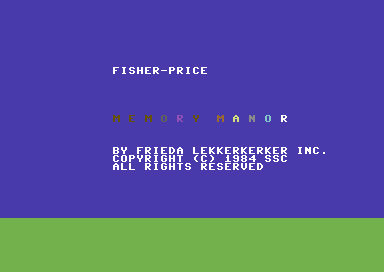 FISHER-PRICE
MEMORY MANOR
BY FRIEDA LEKKERKERKER INC.
COPYRIGHT (C) 1984 SSC
ALL RIGHTS RESERVED